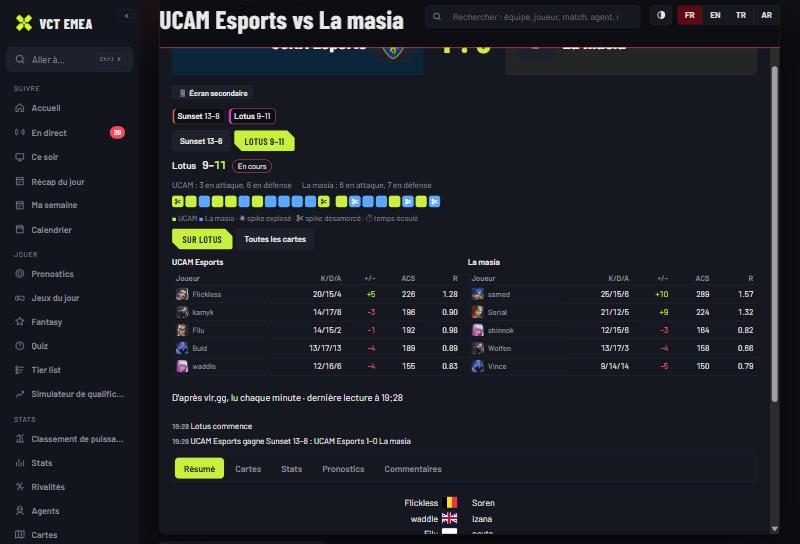 VCT EMEA
«
Aller à...
Ctrl K
SUIVRE
Accueil
En direct
38
Ce soir
Récap du jour
Ma semaine
Calendrier
JOUER
Pronostics
Jeux du jour
Fantasy
Quiz
Tier list
Simulateur de qualific...
STATS
Classement de puissa...
Stats
Rivalités
Agents
Cartes
UCAM Esports vs La masia
Rechercher : équipe, joueur, match, agent, c
FR EN TR AR
Écran secondaire
Sunset 13–8 Lotus 9–11
Sunset 13–8 LOTUS 9–11
Lotus 9–11 En cours
UCAM : 3 en attaque, 6 en défense La masia : 6 en attaque, 7 en défense
UCAM La masia · spike explosé · spike désamorcé · temps écoulé
SUR LOTUS Toutes les cartes
UCAM Esports
Joueur K/D/A +/− ACS R
Flickless 20/15/4 +5 226 1.28
kamyk 14/17/8 −3 196 0.90
Filu 14/15/2 −1 192 0.98
Buld 13/17/13 −4 189 0.89
waddle 12/16/6 −4 155 0.83
La masia
Joueur K/D/A +/− ACS R
samed 25/15/6 +10 289 1.57
Serial 21/12/5 +9 224 1.32
shinnok 12/15/6 −3 164 0.82
Wolfen 13/17/3 −4 158 0.66
Vince 9/14/14 −5 150 0.79
D'après vlr.gg, lu chaque minute · dernière lecture à 19:28
19:28 Lotus commence
19:28 UCAM Esports gagne Sunset 13–8 : UCAM Esports 1–0 La masia
Résumé Cartes Stats Pronostics Commentaires
Flickless Soren
waddle izana